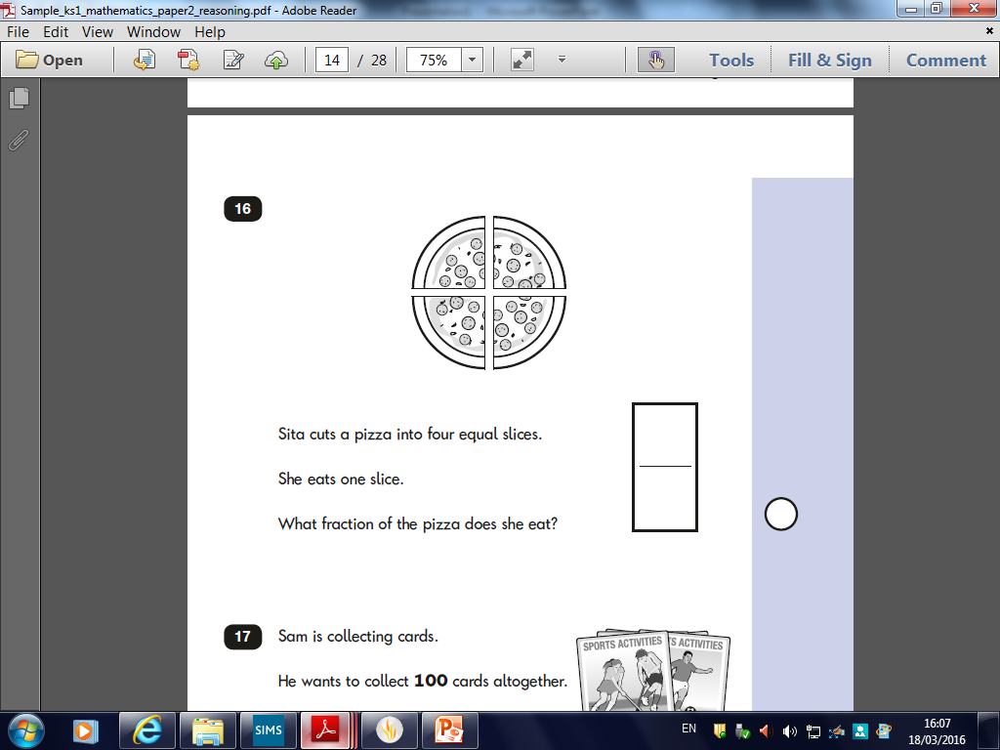 Sample_ks1_mathematics_paper2_reasoning.pdf - Adobe Reader
File Edit View Window Help
Open 14 / 28 75% Tools Fill & Sign Comment
16
Sita cuts a pizza into four equal slices.
She eats one slice.
What fraction of the pizza does she eat?
17 Sam is collecting cards.
He wants to collect 100 cards altogether.
SPORTS ACTIVITIES
TS ACTIVITIES
SIMS
EN
16:07
18/03/2016